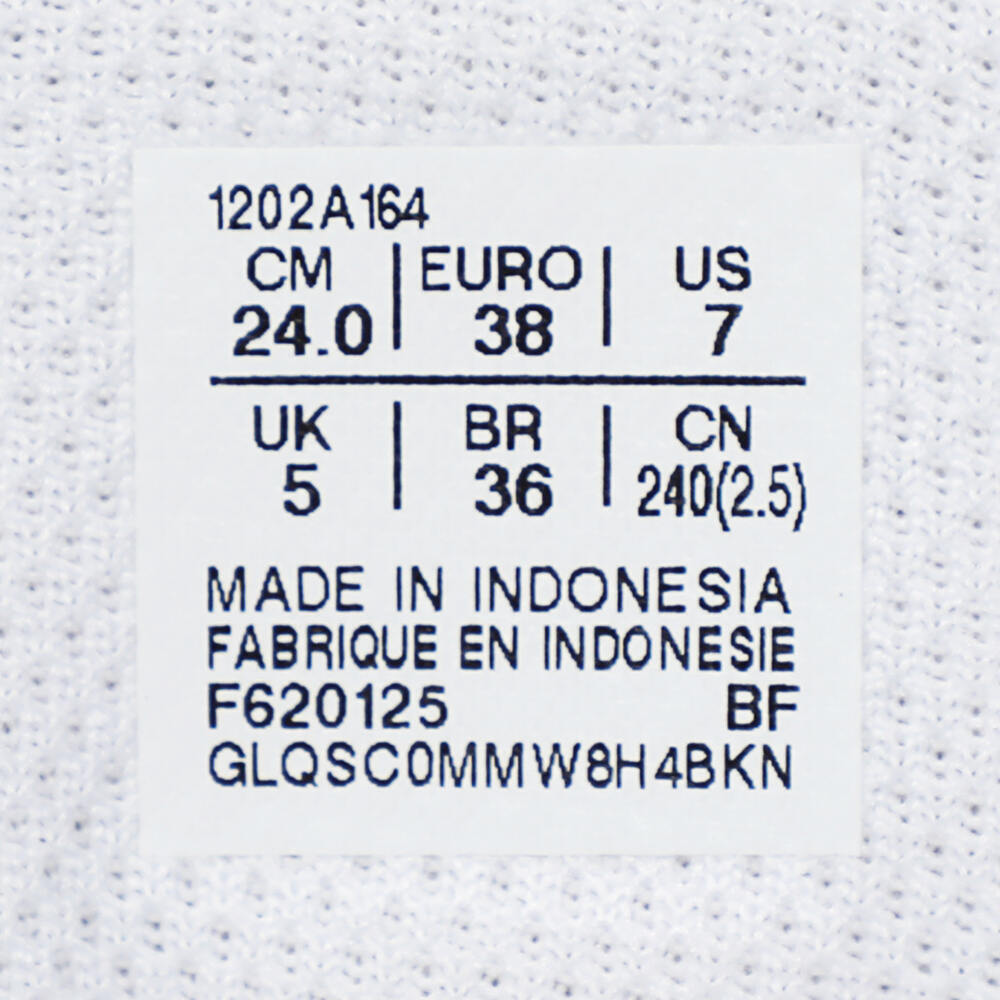 1202A164
CM EURO US
24.0 38 7
UK BR CN
5 36 240(2.5)
MADE IN INDONESIA
FABRIQUE EN INDONESIE
F620125 BF
GLQSC0MMW8H4BKN